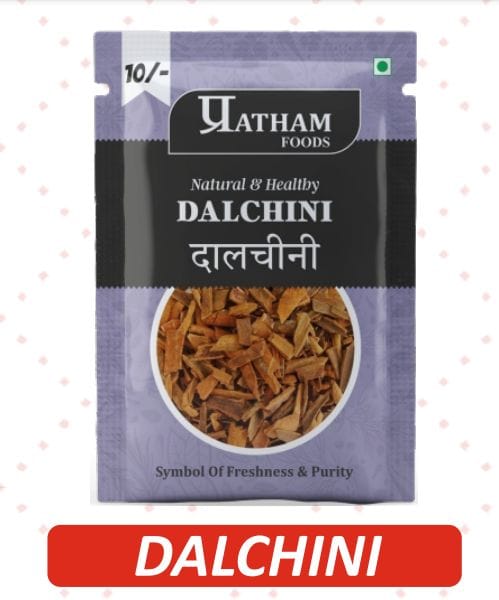 10/-
प्रATHAM
FOODS
Natural & Healthy
DALCHINI
दालचीनी
Symbol Of Freshness & Purity
DALCHINI